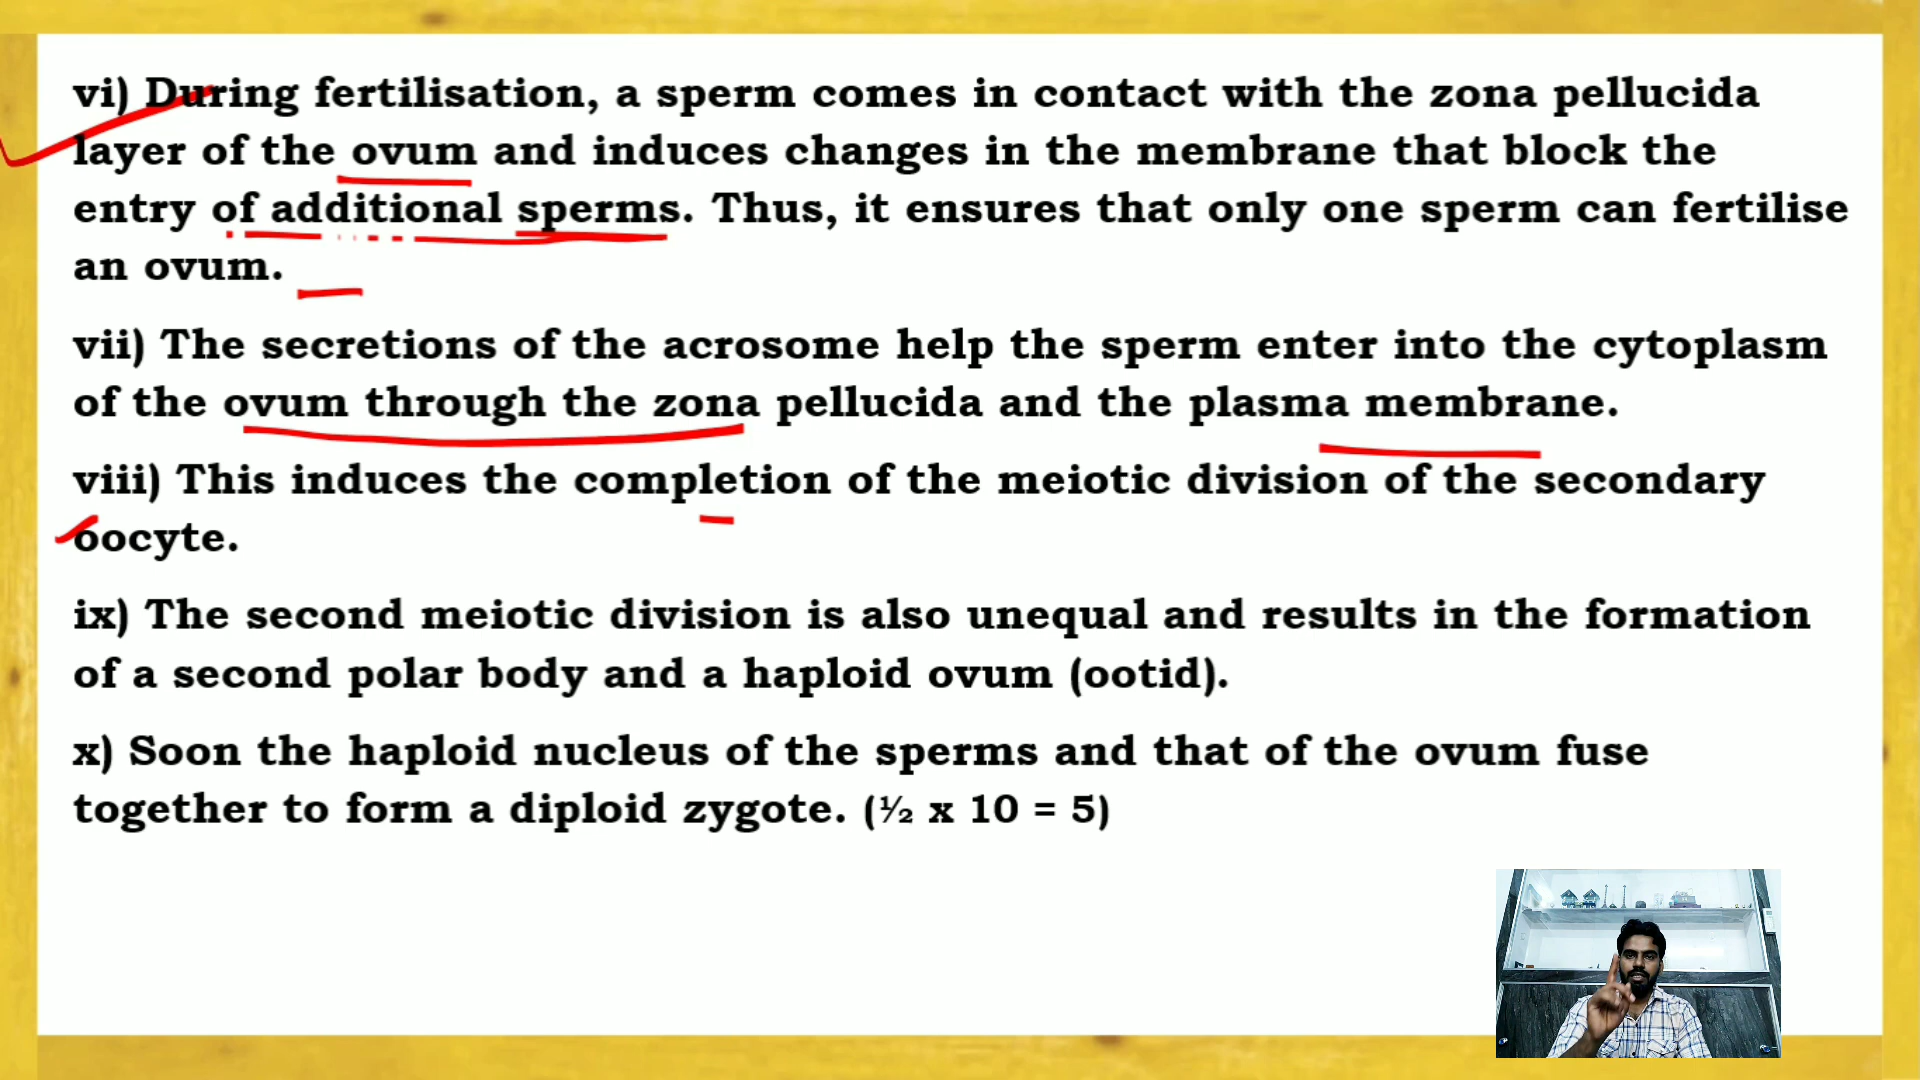 vi) During fertilisation, a sperm comes in contact with the zona pellucida
layer of the ovum and induces changes in the membrane that block the
entry of additional sperms. Thus, it ensures that only one sperm can fertilise
an ovum.
vii) The secretions of the acrosome help the sperm enter into the cytoplasm
of the ovum through the zona pellucida and the plasma membrane.
viii) This induces the completion of the meiotic division of the secondary
oocyte.
ix) The second meiotic division is also unequal and results in the formation
of a second polar body and a haploid ovum (ootid).
x) Soon the haploid nucleus of the sperms and that of the ovum fuse
together to form a diploid zygote. (½ x 10 = 5)